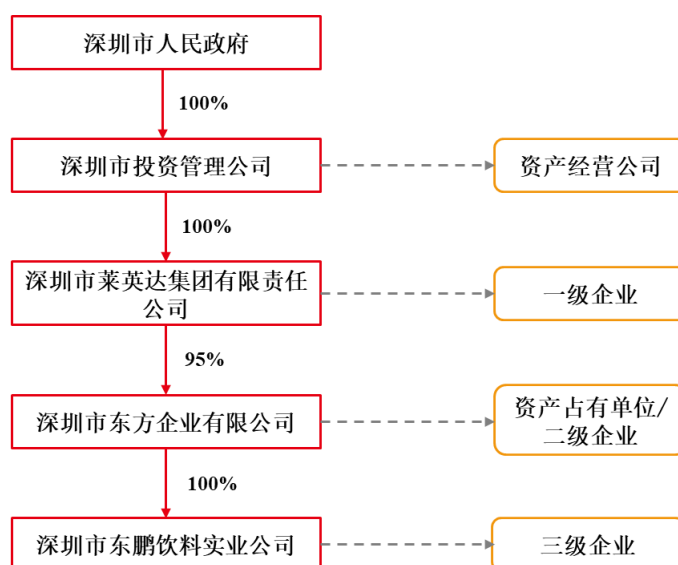 深圳市人民政府
100%
深圳市投资管理公司
资产经营公司
100%
深圳市莱英达集团有限责任
公司
一级企业
95%
深圳市东方企业有限公司
资产占有单位/
二级企业
100%
深圳市东鹏饮料实业公司
三级企业